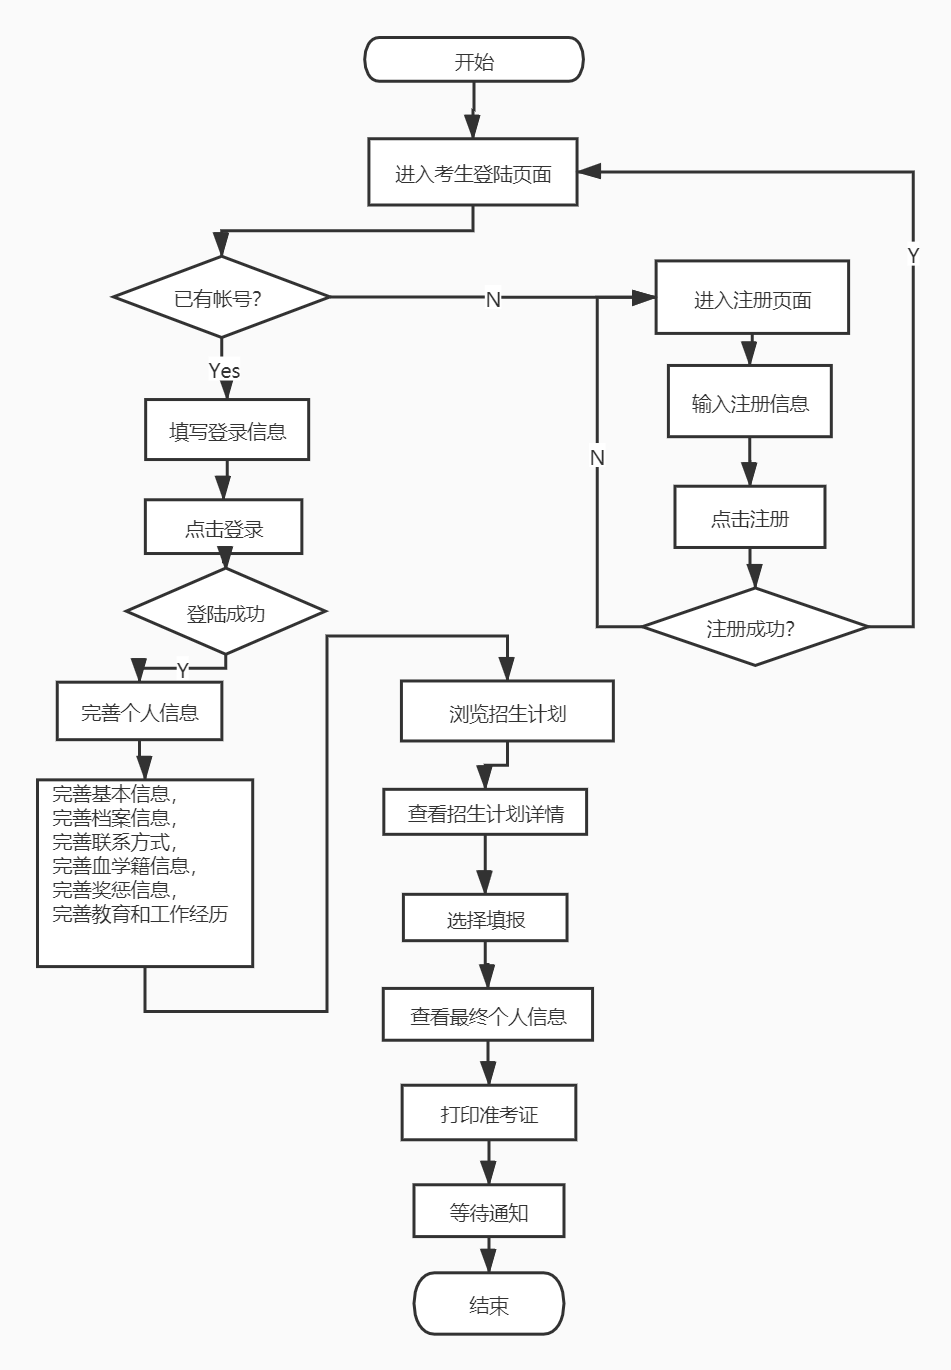 开始
进入考生登陆页面
已有帐号？
N
进入注册页面
Y
输入注册信息
Yes
填写登录信息
N
点击注册
点击登录
登陆成功
注册成功？
Y
完善个人信息
浏览招生计划
完善基本信息，
完善档案信息，
完善联系方式，
完善血学籍信息，
完善奖惩信息，
完善教育和工作经历
查看招生计划详情
选择填报
查看最终个人信息
打印准考证
等待通知
结束